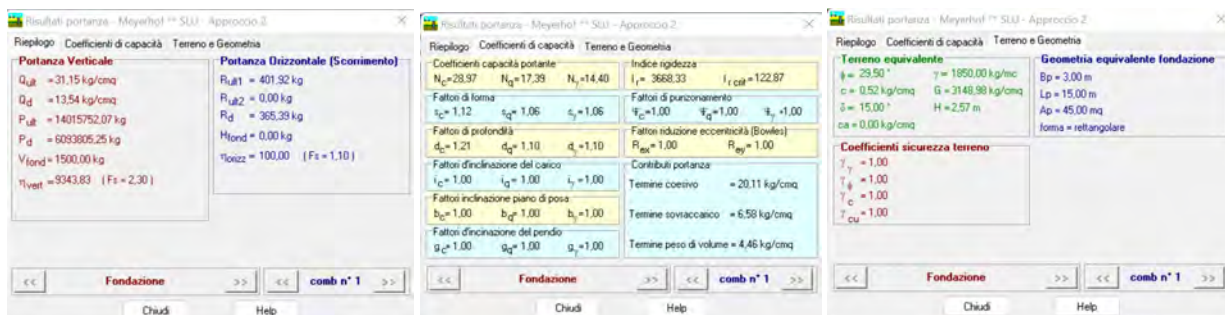 Risultati portanza - Meyerhof ** SLU - Approccio 2
Riepilogo Coefficienti di capacità Terreno e Geometria
Portanza Verticale
Qult = 31,15 kg/cmq
Qd = 13,54 kg/cmq
Pult = 14015752,07 kg
Pd = 6093805,25 kg
Vfond = 1500,00 kg
ηvert = 9343,83 ( Fs = 2,30 )
Portanza Orizzontale (Scorrimento)
Rult1 = 401,92 kg
Rult2 = 0,00 kg
Rd = 365,39 kg
Hfond = 0,00 kg
ηorizz = 100,00 ( Fs = 1,10 )
<< Fondazione >> << comb n° 1 >>
Chiudi Help
Risultati portanza - Meyerhof ** SLU - Approccio 2
Riepilogo Coefficienti di capacità Terreno e Geometria
Coefficienti capacità portante
Nc=28,97 Nq=17,39 Nγ=14,40
Fattori di forma
sc= 1,12 sq= 1,06 sγ=1,06
Fattori di profondità
dc= 1,21 dq= 1,10 dγ=1,10
Fattori d'inclinazione del carico
ic= 1,00 iq= 1,00 iγ=1,00
Fattori inclinazione piano di posa
bc= 1,00 bq= 1,00 bγ=1,00
Fattori d'incinazione del pendio
gc= 1,00 gq= 1,00 gγ=1,00
Indice rigidezza
Ir= 3668,33 Ir crit= 122,87
Fattori di punzonamento
Ψc=1,00 Ψq=1,00 Ψγ=1,00
Fattori riduzione eccentricità (Bowles)
Rex= 1,00 Rey= 1,00
Contributi portanza
Termine coesivo = 20,11 kg/cmq
Termine sovraccarico = 6,58 kg/cmq
Termine peso di volume = 4,46 kg/cmq
<< Fondazione >> << comb n° 1 >>
Chiudi Help
Risultati portanza - Meyerhof ** SLU - Approccio 2
Riepilogo Coefficienti di capacità Terreno e Geometria
Terreno equivalente
ϕ = 29,50 ° γ = 1850,00 kg/mc
c = 0,52 kg/cmq G = 3148,98 kg/cmq
δ = 15,00 ° H = 2,57 m
ca = 0,00 kg/cmq
Coefficienti sicurezza terreno
γγ = 1,00
γϕ = 1,00
γc = 1,00
γcu = 1,00
Geometria equivalente fondazione
Bp = 3,00 m
Lp = 15,00 m
Ap = 45,00 mq
forma = rettangolare
<< Fondazione >> << comb n° 1 >>
Chiudi Help